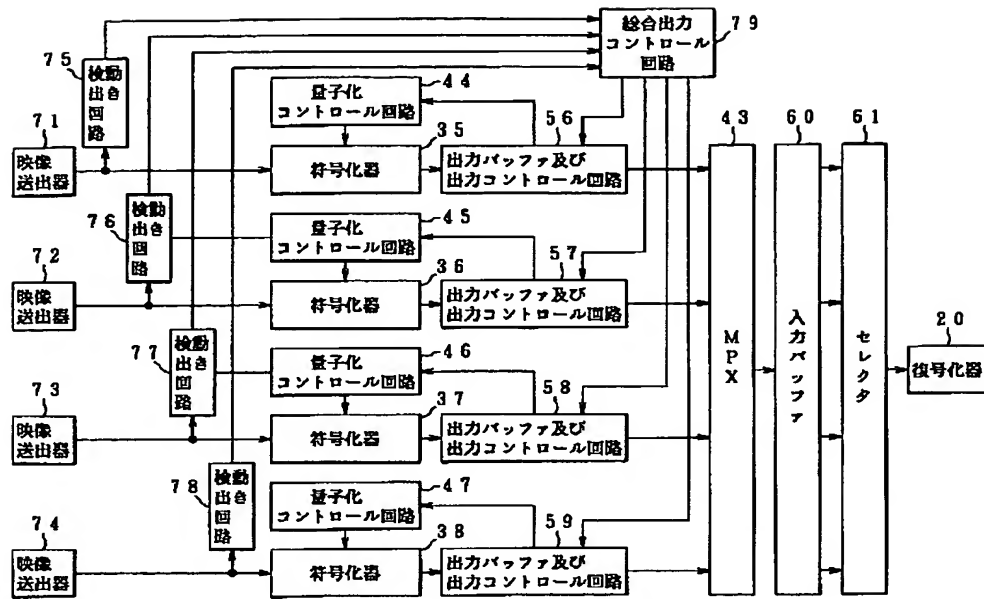 総合出力
コントロール
回路
79
75
動き
検出回路
44
量子化
コントロール回路
71
映像
送出器
35
符号化器
56
出力バッファ及び
出力コントロール回路
43
MPX
60
入力バッファ
61
セレクタ
76
動き
検出回路
45
量子化
コントロール回路
72
映像
送出器
36
符号化器
57
出力バッファ及び
出力コントロール回路
20
復号化器
77
動き
検出回路
46
量子化
コントロール回路
73
映像
送出器
37
符号化器
58
出力バッファ及び
出力コントロール回路
78
動き
検出回路
47
量子化
コントロール回路
74
映像
送出器
38
符号化器
59
出力バッファ及び
出力コントロール回路